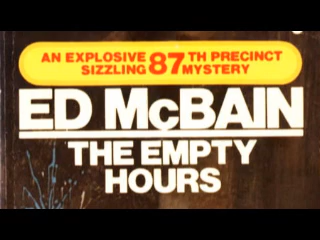 AN EXPLOSIVE 87TH PRECINCT
SIZZLING MYSTERY
ED McBAIN
THE EMPTY
HOURS